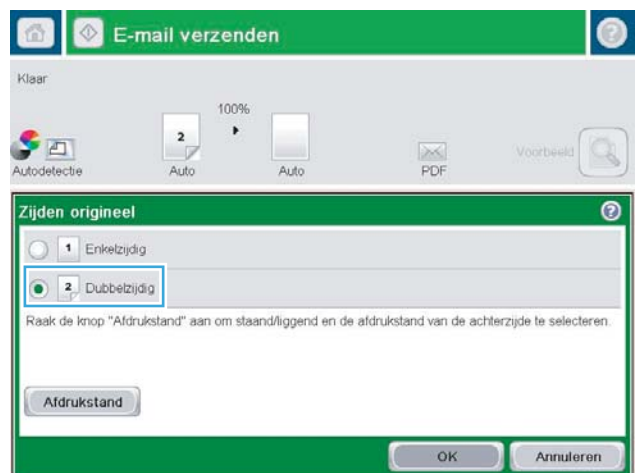 E-mail verzenden
Klaar
100%
2
Autodetectie
Auto
Auto
PDF
Voorbeeld
Zijden origineel
1 Enkelzijdig
2 Dubbelzijdig
Raak de knop "Afdrukstand" aan om staand/liggend en de afdrukstand van de achterzijde te selecteren.
Afdrukstand
OK
Annuleren